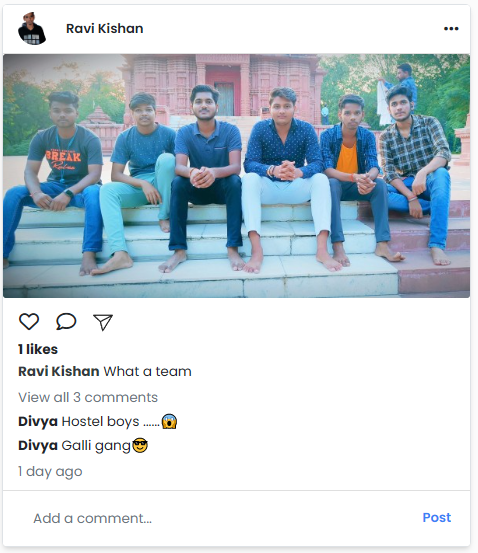 Ravi Kishan
BREAK
1 likes
Ravi Kishan What a team
View all 3 comments
Divya Hostel boys ......😱
Divya Galli gang😎
1 day ago
Add a comment...
Post